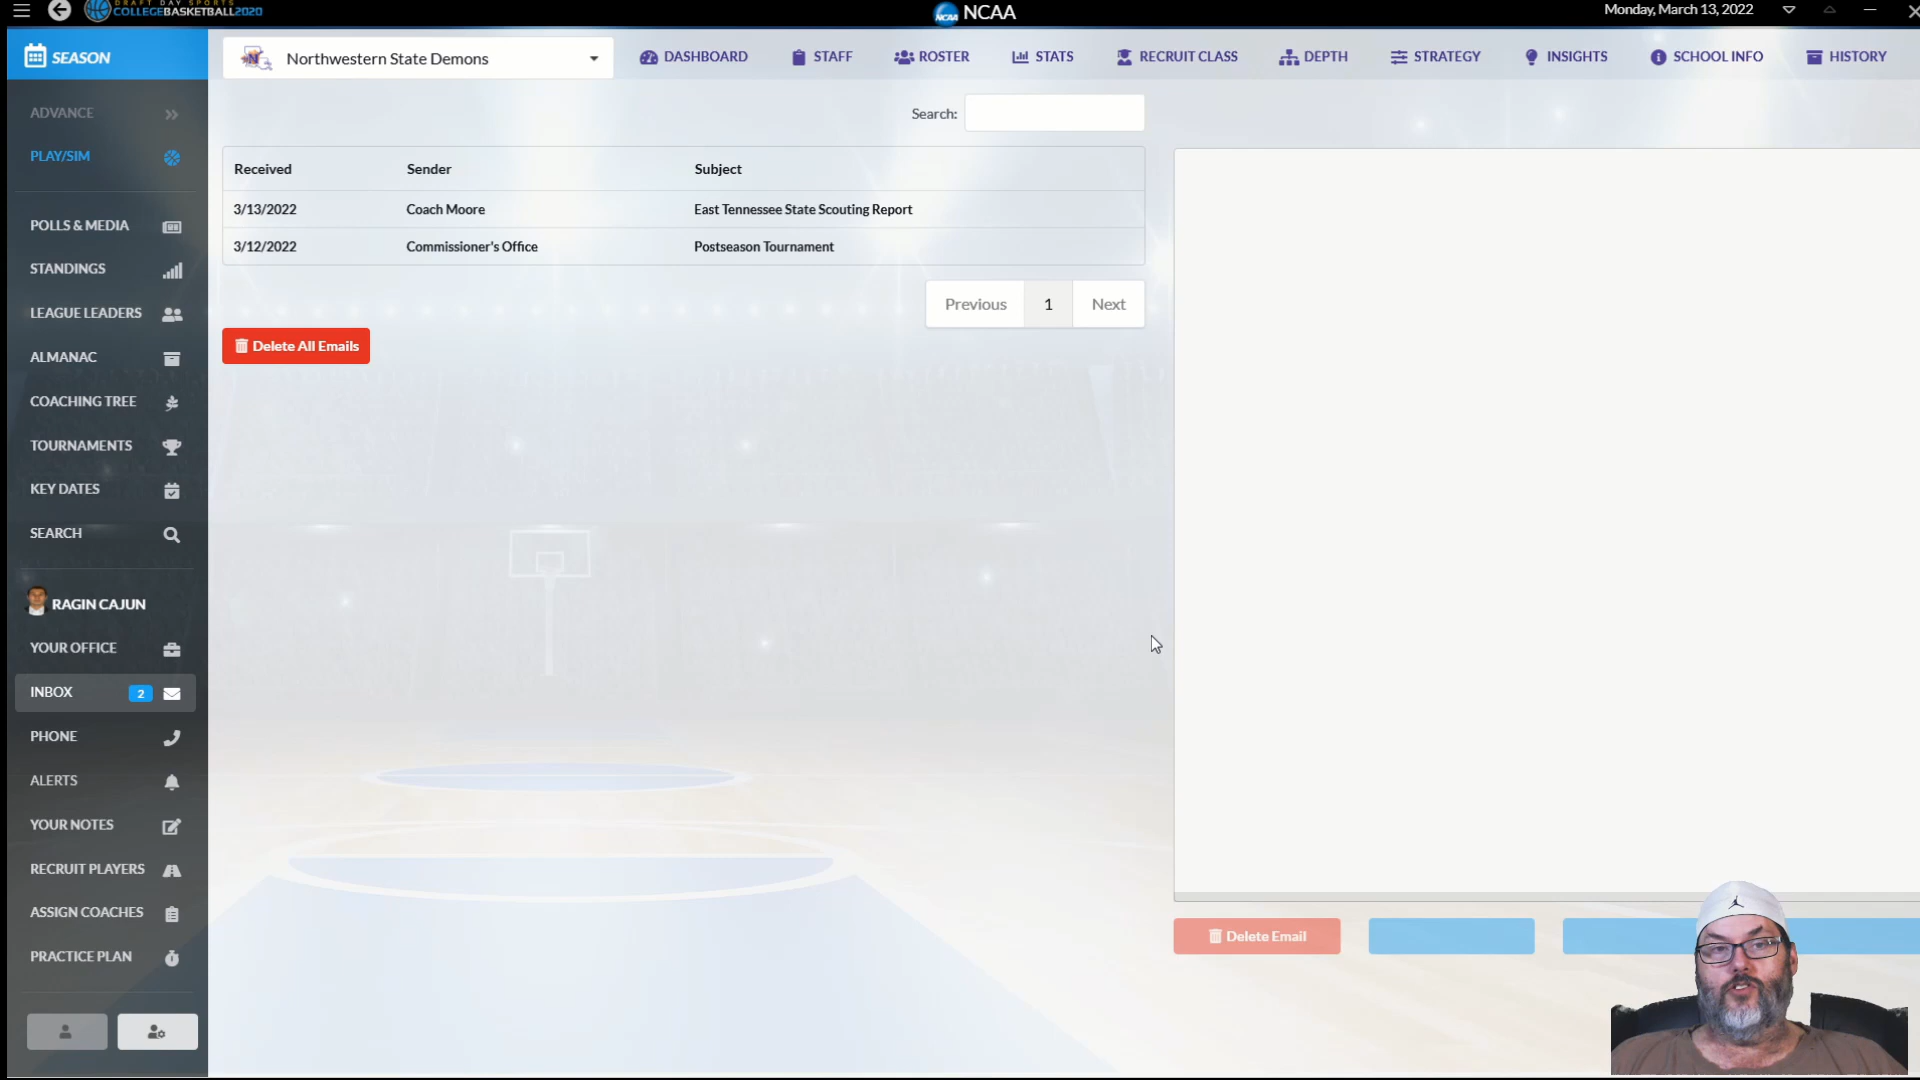 DRAFT DAY SPORTS
COLLEGEBASKETBALL2020
NCAA NCAA
Monday, March 13, 2022
SEASON
Northwestern State Demons
DASHBOARD
STAFF
ROSTER
STATS
RECRUIT CLASS
DEPTH
STRATEGY
INSIGHTS
SCHOOL INFO
HISTORY
ADVANCE
PLAY/SIM
POLLS & MEDIA
STANDINGS
LEAGUE LEADERS
ALMANAC
COACHING TREE
TOURNAMENTS
KEY DATES
SEARCH
RAGIN CAJUN
YOUR OFFICE
INBOX 2
PHONE
ALERTS
YOUR NOTES
RECRUIT PLAYERS
ASSIGN COACHES
PRACTICE PLAN
Search:
Received Sender Subject
3/13/2022 Coach Moore East Tennessee State Scouting Report
3/12/2022 Commissioner's Office Postseason Tournament
Previous 1 Next
Delete All Emails
Delete Email